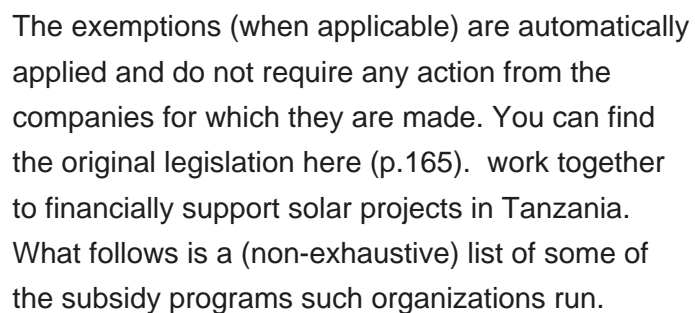 The exemptions (when applicable) are automatically
applied and do not require any action from the
companies for which they are made. You can find
the original legislation here (p.165).  work together
to financially support solar projects in Tanzania.
What follows is a (non-exhaustive) list of some of
the subsidy programs such organizations run.